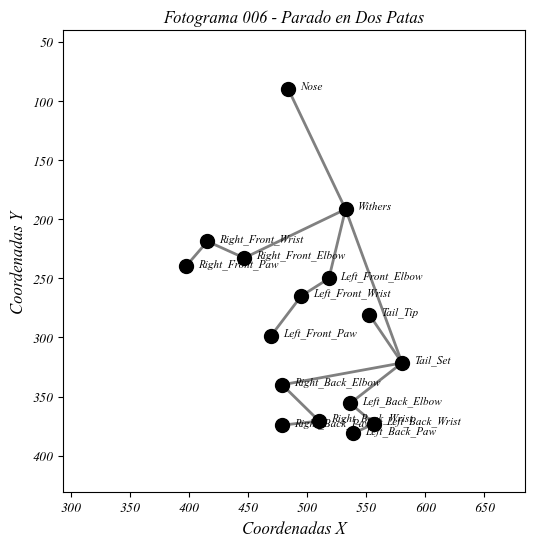 Fotograma 006 - Parado en Dos Patas
50
100
150
200
250
300
350
400
300 350 400 450 500 550 600 650
Coordenadas Y
Coordenadas X
Nose
Withers
Right_Front_Wrist
Right_Front_Elbow
Right_Front_Paw
Left_Front_Elbow
Left_Front_Wrist
Tail_Tip
Left_Front_Paw
Tail_Set
Right_Back_Elbow
Left_Back_Elbow
Right_Back_Wrist
Left_Back_Wrist
Right_Back_Paw
Left_Back_Paw